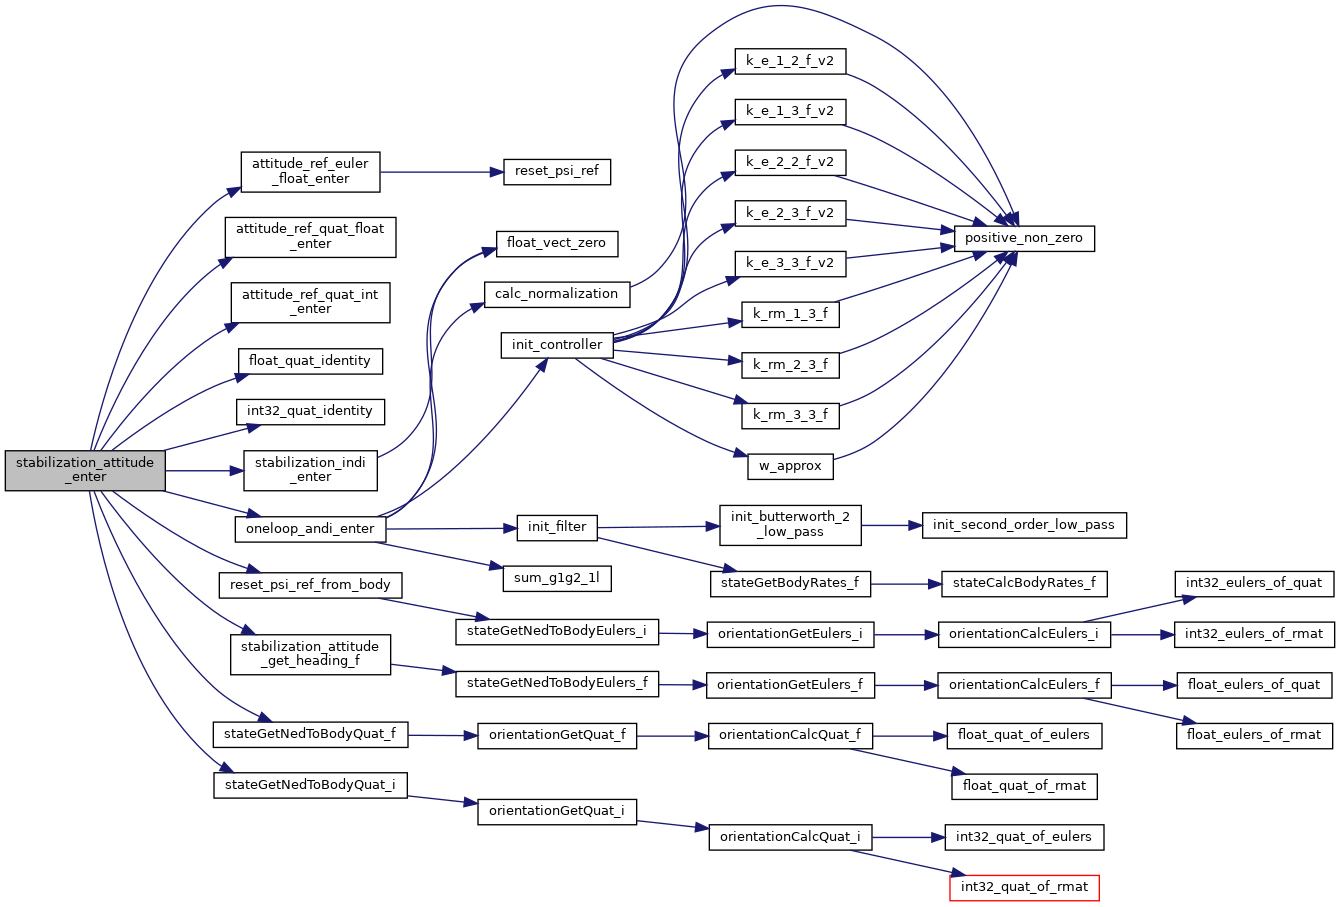 stabilization_attitude
_enter
attitude_ref_euler
_float_enter
attitude_ref_quat_float
_enter
attitude_ref_quat_int
_enter
float_quat_identity
int32_quat_identity
stabilization_indi
_enter
oneloop_andi_enter
reset_psi_ref_from_body
stabilization_attitude
_get_heading_f
stateGetNedToBodyQuat_f
stateGetNedToBodyQuat_i
reset_psi_ref
float_vect_zero
calc_normalization
init_controller
init_filter
sum_g1g2_1l
stateGetNedToBodyEulers_i
stateGetNedToBodyEulers_f
orientationGetQuat_f
orientationGetQuat_i
k_e_1_2_f_v2
k_e_1_3_f_v2
k_e_2_2_f_v2
k_e_2_3_f_v2
k_e_3_3_f_v2
k_rm_1_3_f
k_rm_2_3_f
k_rm_3_3_f
w_approx
init_butterworth_2
_low_pass
stateGetBodyRates_f
orientationGetEulers_i
orientationGetEulers_f
orientationCalcQuat_f
orientationCalcQuat_i
positive_non_zero
init_second_order_low_pass
stateCalcBodyRates_f
orientationCalcEulers_i
orientationCalcEulers_f
float_quat_of_eulers
float_quat_of_rmat
int32_quat_of_eulers
int32_quat_of_rmat
int32_eulers_of_quat
int32_eulers_of_rmat
float_eulers_of_quat
float_eulers_of_rmat